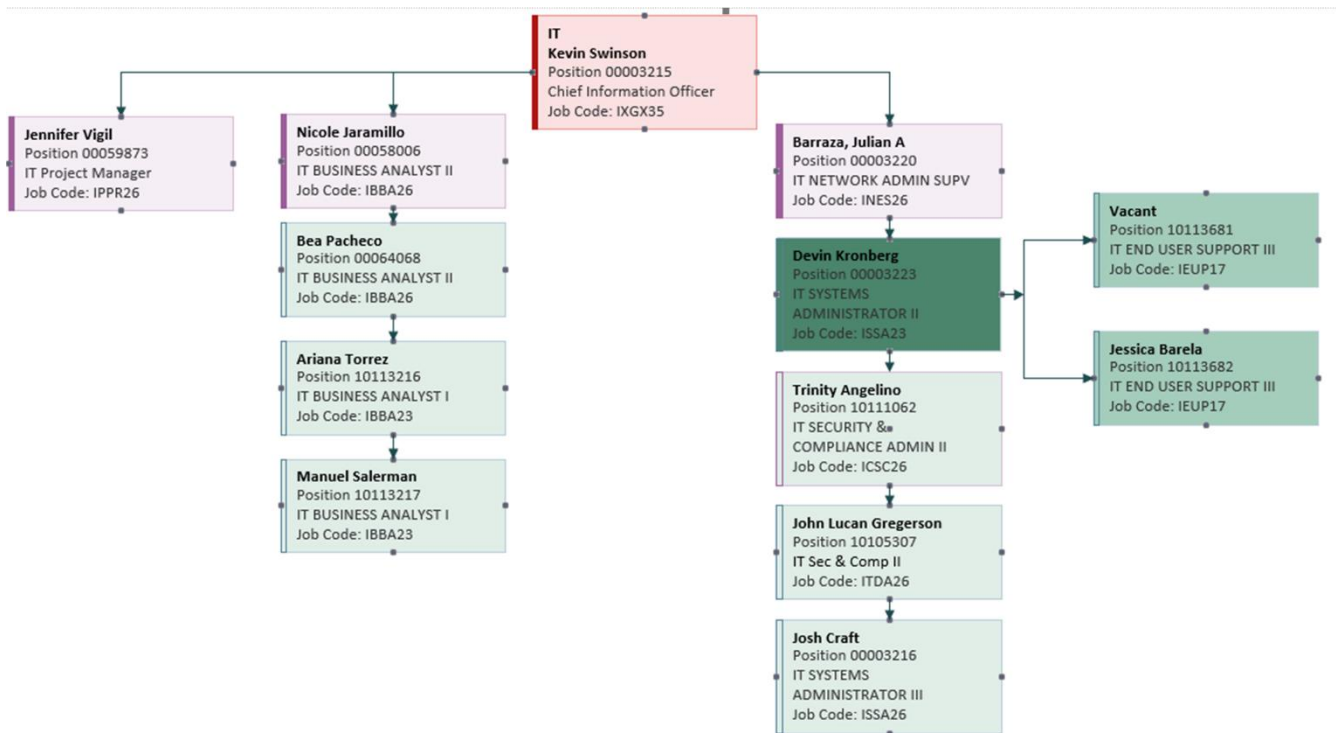 IT
Kevin Swinson
Position 00003215
Chief Information Officer
Job Code: IXGX35
Jennifer Vigil
Position 00059873
IT Project Manager
Job Code: IPPR26
Nicole Jaramillo
Position 00058006
IT BUSINESS ANALYST II
Job Code: IBBA26
Bea Pacheco
Position 00064068
IT BUSINESS ANALYST II
Job Code: IBBA26
Ariana Torrez
Position 10113216
IT BUSINESS ANALYST I
Job Code: IBBA23
Manuel Salerman
Position 10113217
IT BUSINESS ANALYST I
Job Code: IBBA23
Barraza, Julian A
Position 00003220
IT NETWORK ADMIN SUPV
Job Code: INES26
Devin Kronberg
Position 00003223
IT SYSTEMS
ADMINISTRATOR II
Job Code: ISSA23
Trinity Angelino
Position 10111062
IT SECURITY &
COMPLIANCE ADMIN II
Job Code: ICSC26
John Lucan Gregerson
Position 10105307
IT Sec & Comp II
Job Code: ITDA26
Josh Craft
Position 00003216
IT SYSTEMS
ADMINISTRATOR III
Job Code: ISSA26
Vacant
Position 10113681
IT END USER SUPPORT III
Job Code: IEUP17
Jessica Barela
Position 10113682
IT END USER SUPPORT III
Job Code: IEUP17